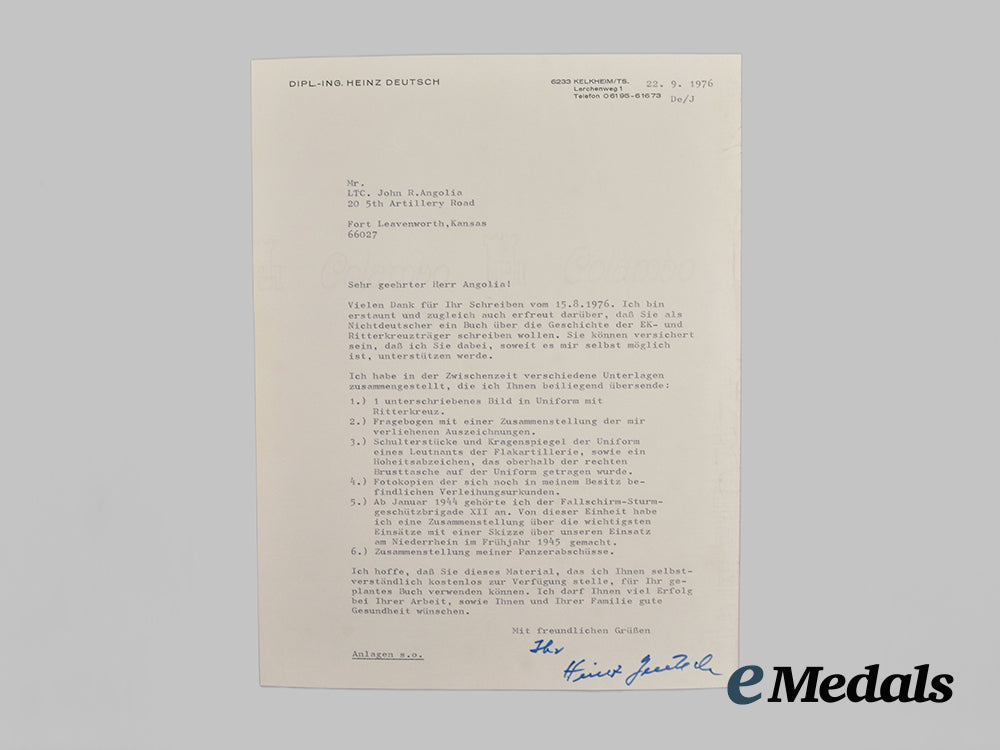 DIPL.-ING. HEINZ DEUTSCH
6233 KELKHEIM/TS.
Lerchenweg 1
Telefon 06195-61673
22. 9. 1976
De/J
Mr.
LTC. John R.Angolia
20 5th Artillery Road
Fort Leavenworth,Kansas
66027
Sehr geehrter Herr Angolia!
Vielen Dank für Ihr Schreiben vom 15.8.1976. Ich bin
erstaunt und zugleich auch erfreut darüber, daß Sie als
Nichtdeutscher ein Buch über die Geschichte der EK- und
Ritterkreuzträger schreiben wollen. Sie können versichert
sein, daß ich Sie dabei, soweit es mir selbst möglich
ist, unterstützen werde.
Ich habe in der Zwischenzeit verschiedene Unterlagen
zusammengestellt, die ich Ihnen beiliegend übersende:
1.) 1 unterschriebenes Bild in Uniform mit
Ritterkreuz.
2.) Fragebogen mit einer Zusammenstellung der mir
verliehenen Auszeichnungen.
3.) Schulterstücke und Kragenspiegel der Uniform
eines Leutnants der Flakartillerie, sowie ein
Hoheitsabzeichen, das oberhalb der rechten
Brusttasche auf der Uniform getragen wurde.
4.) Fotokopien der sich noch in meinem Besitz be-
findlichen Verleihungsurkunden.
5.) Ab Januar 1944 gehörte ich der Fallschirm-Sturm-
geschützbrigade XII an. Von dieser Einheit habe
ich eine Zusammenstellung über die wichtigsten
Einsätze mit einer Skizze über unseren Einsatz
am Niederrhein im Frühjahr 1945 gemacht.
6.) Zusammenstellung meiner Panzerabschüsse.
Ich hoffe, daß Sie dieses Material, das ich Ihnen selbst-
verständlich kostenlos zur Verfügung stelle, für Ihr ge-
plantes Buch verwenden können. Ich darf Ihnen viel Erfolg
bei Ihrer Arbeit, sowie Ihnen und Ihrer Familie gute
Gesundheit wünschen.
Mit freundlichen Grüßen
Ihr
Heinz Deutsch
Anlagen s.o.
eMedals